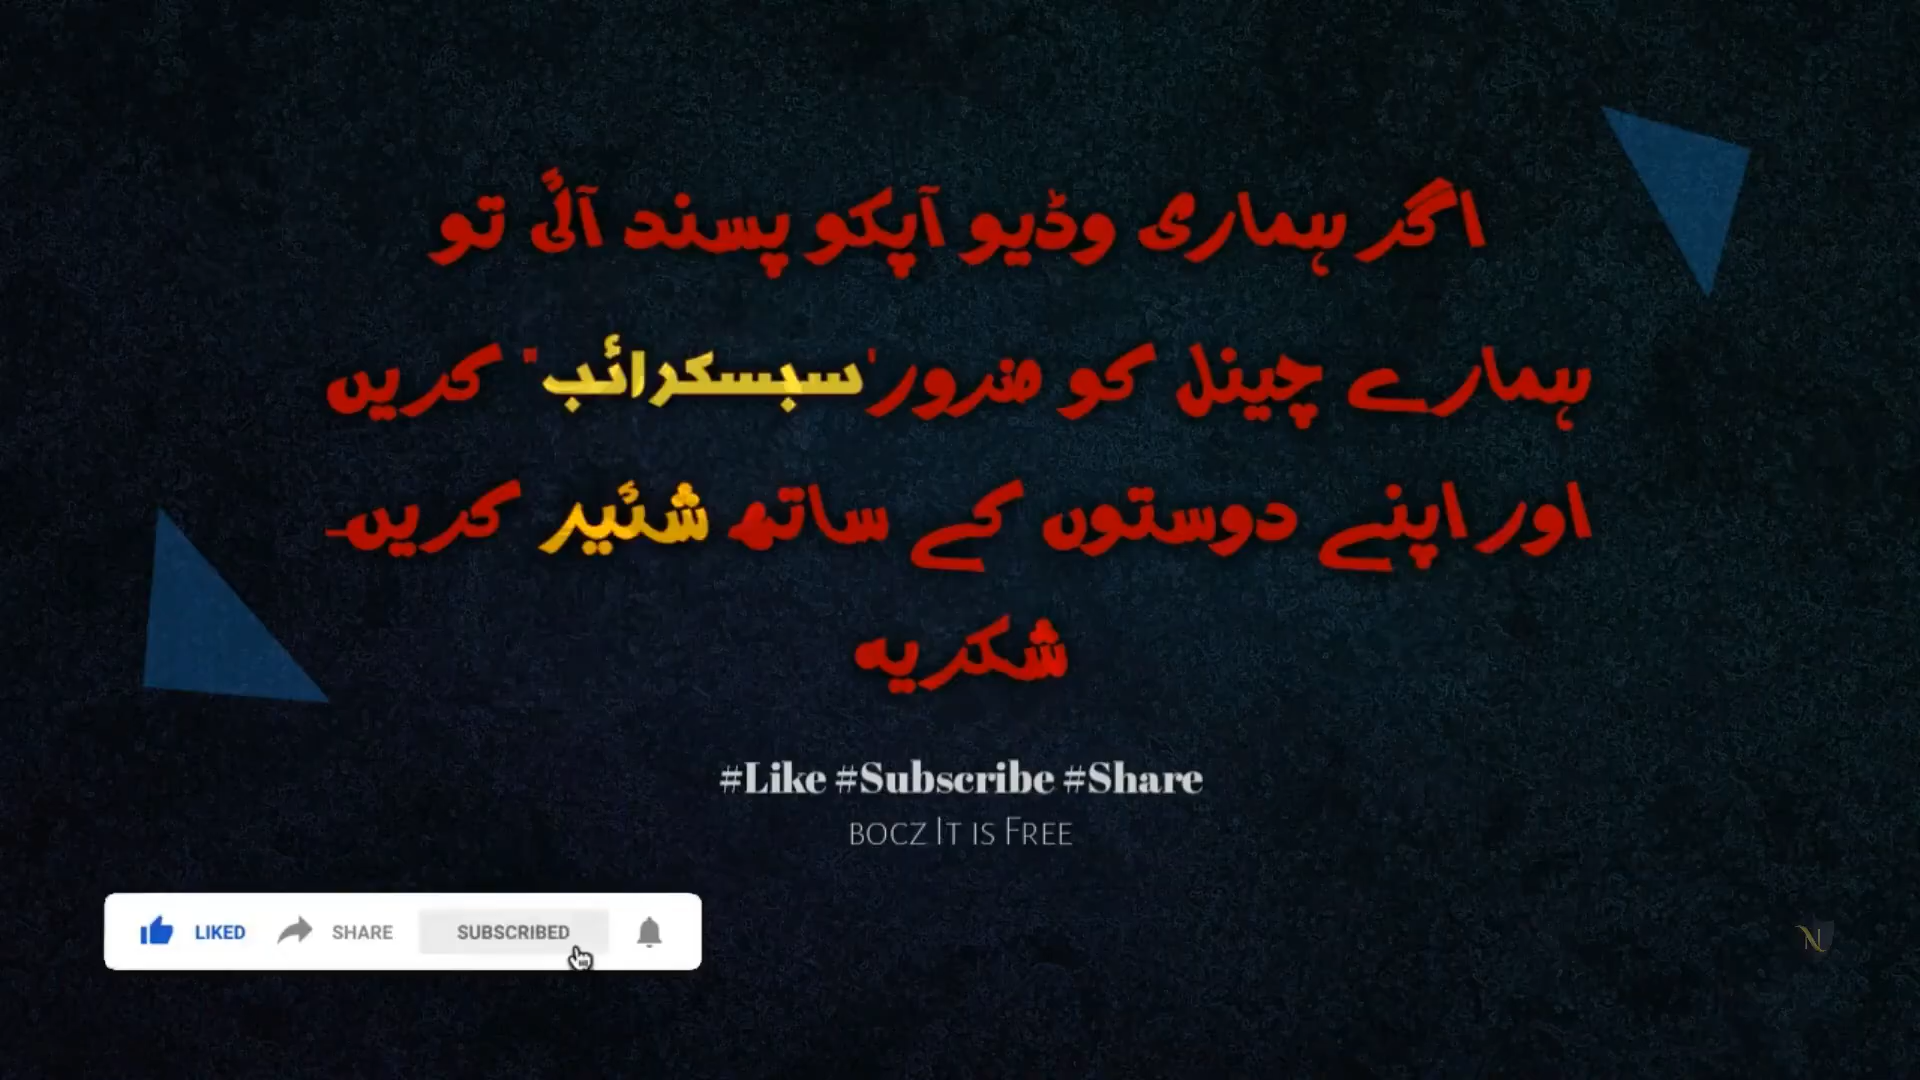 اگر ہماری وڈیو آپکو پسند آئی تو
ہمارے چینل کو ضرور'سبسکرائب" کریں
اور اپنے دوستوں کے ساتھ شئیر کریں۔
شکریہ
#Like #Subscribe #Share
bocz It is Free
LIKED SHARE SUBSCRIBED
N